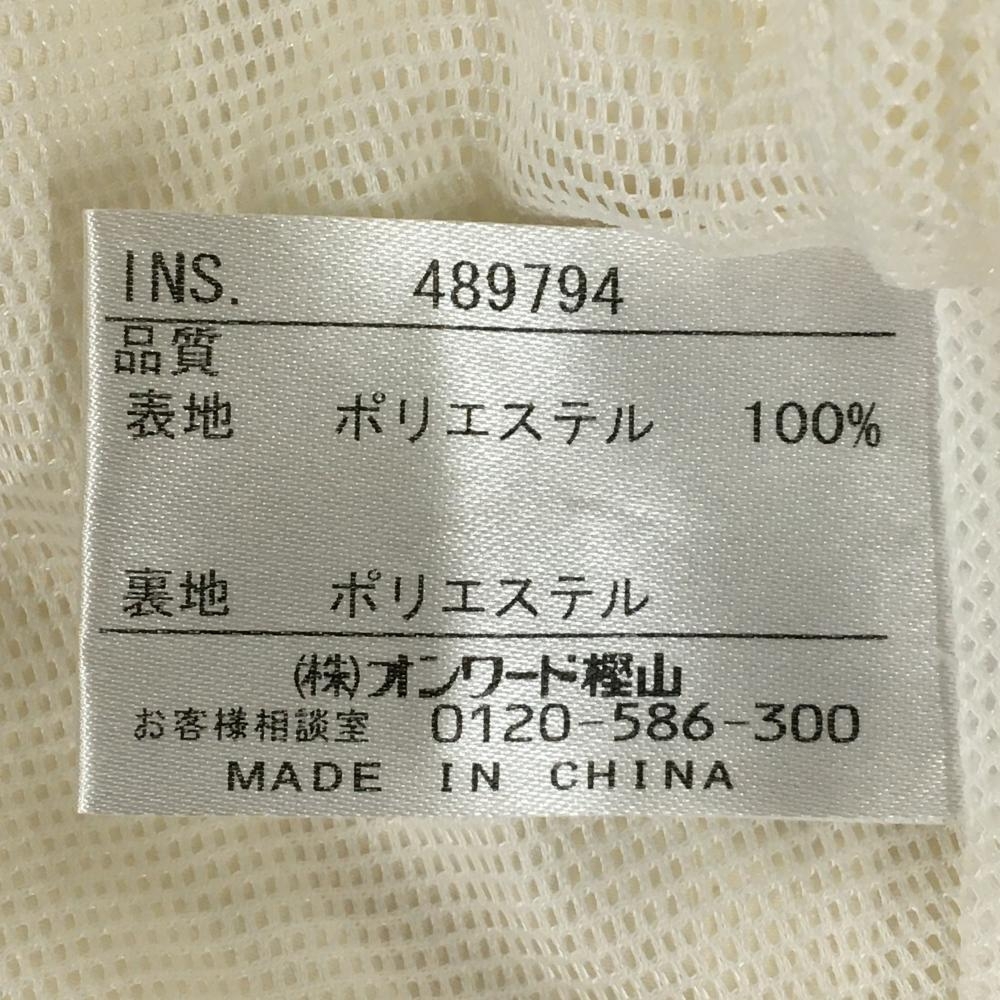 INS. 489794
品質
表地 ポリエステル 100%
裏地 ポリエステル
(株)オンワード樫山
お客様相談室 0120-586-300
MADE IN CHINA